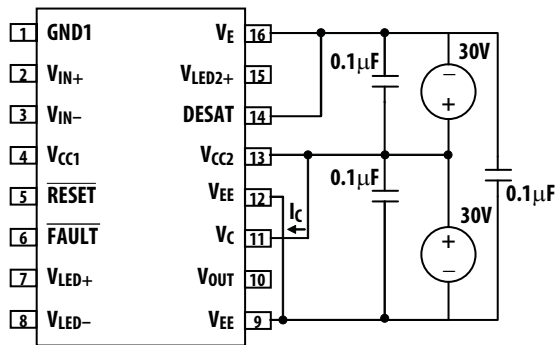 1 GND1
2 VIN+
3 VIN−
4 VCC1
5 R̅E̅S̅E̅T̅
6 F̅A̅U̅L̅T̅
7 VLED+
8 VLED−
VE 16
VLED2+ 15
DESAT 14
VCC2 13
VEE 12
VC 11
VOUT 10
VEE 9
IC
0.1µF
0.1µF
30V
−
+
30V
+
−
0.1µF